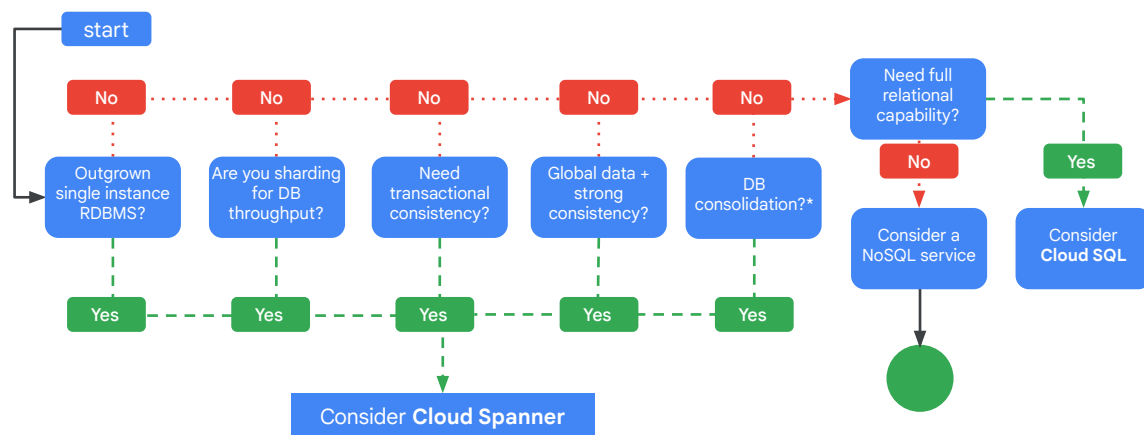 start
No
No
No
No
No
Need full
relational
capability?
No
Yes
Outgrown
single instance
RDBMS?
Are you sharding
for DB
throughput?
Need
transactional
consistency?
Global data +
strong
consistency?
DB
consolidation?*
Consider a
NoSQL service
Consider
Cloud SQL
Yes
Yes
Yes
Yes
Yes
Consider Cloud Spanner